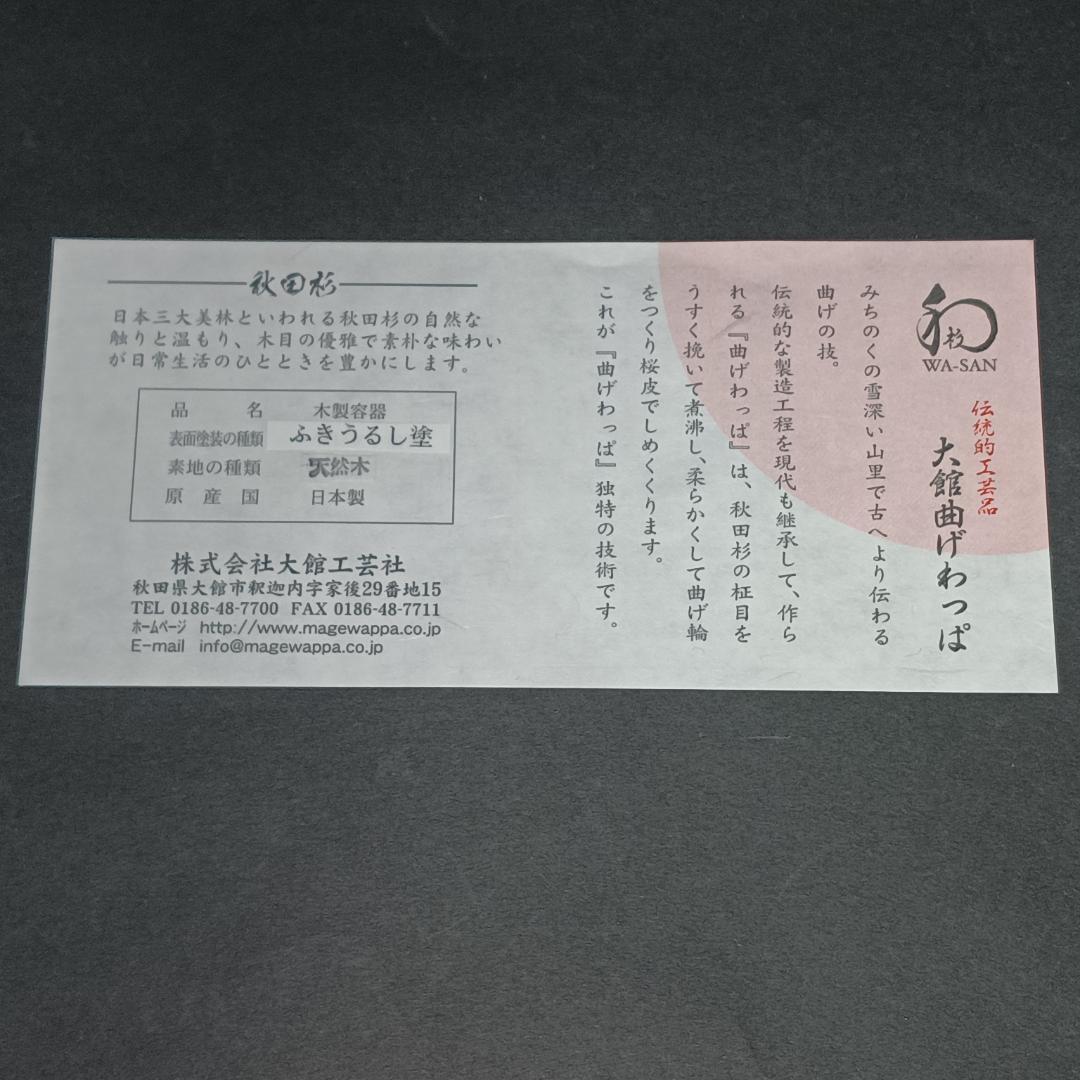 和
技
WA-SAN
伝統的工芸品
大館曲げわっぱ
みちのくの雪深い山里で古へより伝わる
曲げの技。
伝統的な製造工程を現代も継承して、作ら
れる『曲げわっぱ』は、秋田杉の柾目を
うすく挽いて煮沸し、柔らかくして曲げ輪
をつくり桜皮でしめくくります。
これが『曲げわっぱ』独特の技術です。
秋田杉
日本三大美林といわれる秋田杉の自然な
触りと温もり、木目の優雅で素朴な味わい
が日常生活のひとときを豊かにします。
品名 木製容器
表面塗装の種類 ふきうるし塗
素地の種類 天然木
原産国 日本製
株式会社大館工芸社
秋田県大館市釈迦内字家後29番地15
TEL 0186-48-7700 FAX 0186-48-7711
ホームページ http://www.magewappa.co.jp
E-mail info@magewappa.co.jp